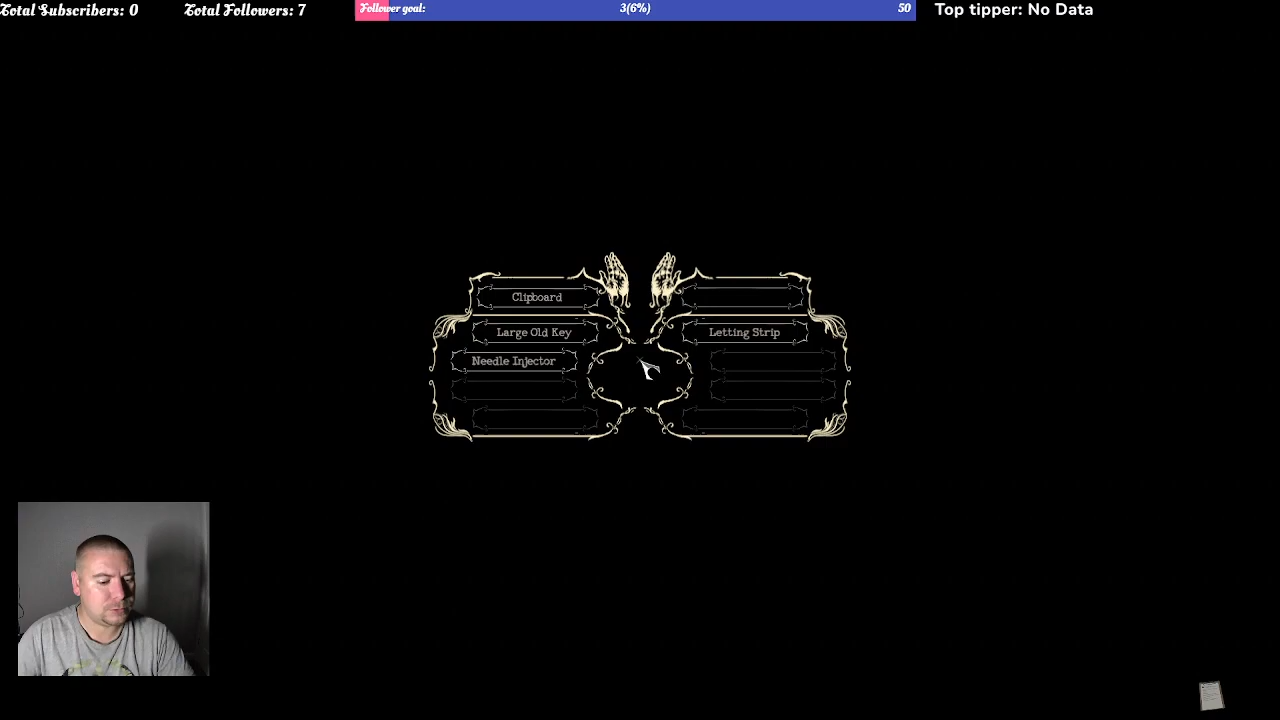 Total Subscribers: 0
Total Followers: 7
Follower goal:
3(6%)
50
Top tipper: No Data
Clipboard
Large Old Key
Letting Strip
Needle Injector